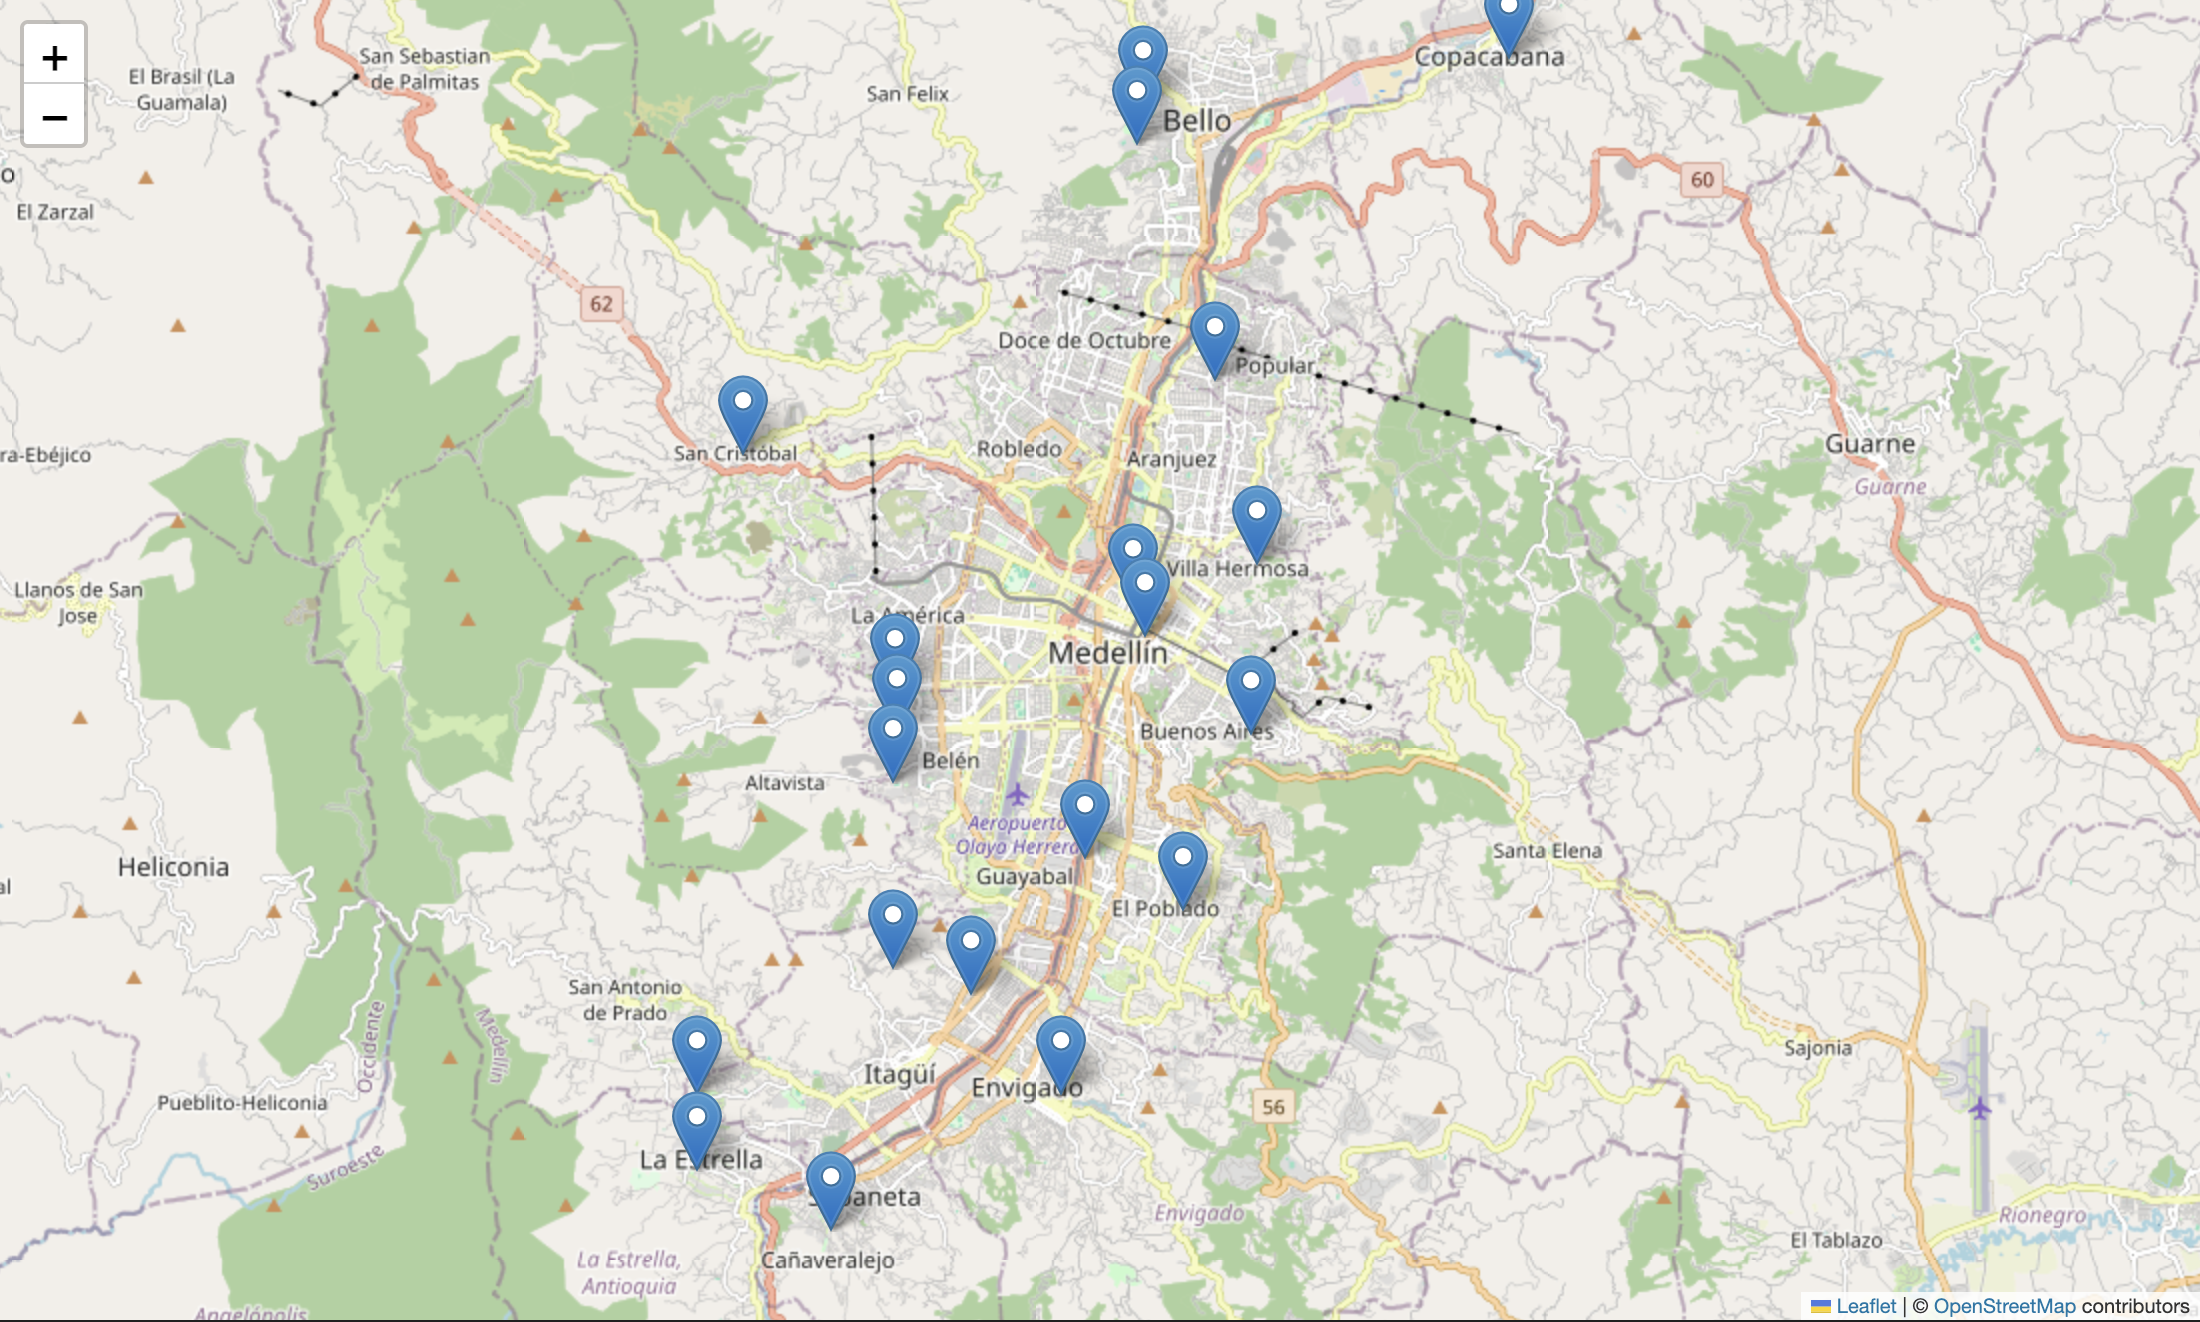 +
−
San Sebastian
de Palmitas
El Brasil (La
Guamala)
San Felix
Copacabana
Bello
60
El Zarzal
62
Doce de Octubre
Popular
San Cristóbal
Robledo
Aranjuez
Guarne
Guarne
ra-Ebéjico
Villa Hermosa
Llanos de San
Jose
La América
Medellín
Buenos Aires
Belén
Altavista
Aeropuerto
Olaya Herrera
Guayabal
El Poblado
Santa Elena
Heliconia
al
San Antonio
de Prado
Occidente
Medellín
Sajonia
Itagüí
Envigado
Pueblito-Heliconia
56
La Estrella
Suroeste
Sabaneta
Envigado
Rionegro
El Tablazo
Cañaveralejo
La Estrella,
Antioquia
Angelópolis
Leaflet | © OpenStreetMap contributors